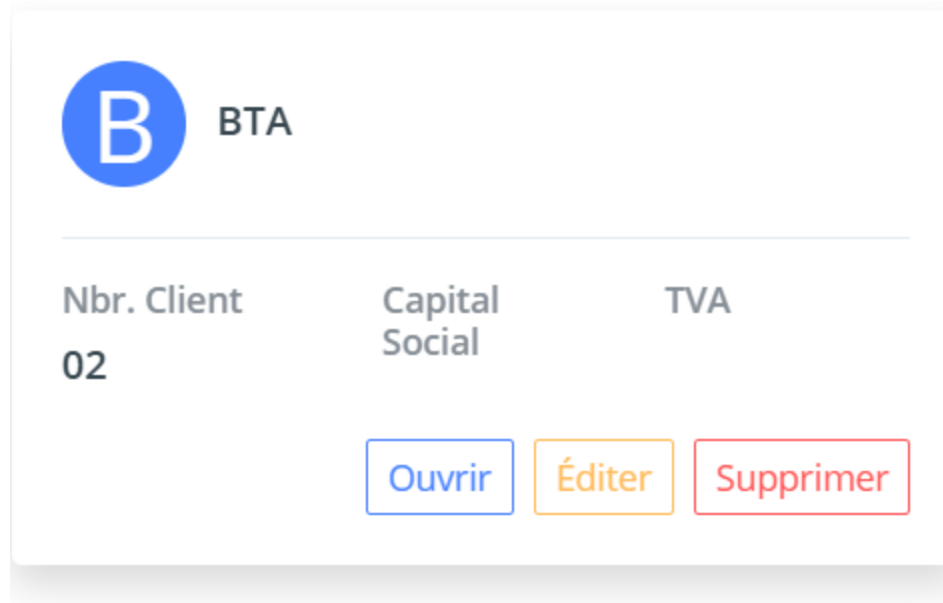 B
BTA
Nbr. Client
02
Capital
Social
TVA
Ouvrir
Éditer
Supprimer